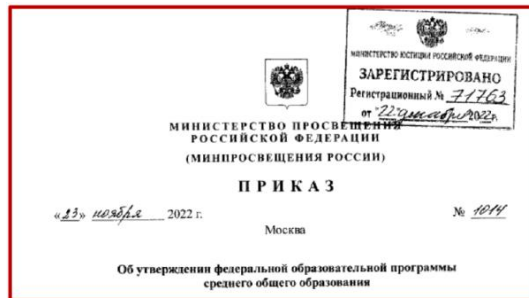 МИНИСТЕРСТВО ЮСТИЦИИ РОССИЙСКОЙ ФЕДЕРАЦИИ
ЗАРЕГИСТРИРОВАНО
Регистрационный № 71763
от "22" декабря 2022г.
МИНИСТЕРСТВО ПРОСВЕЩЕНИЯ
РОССИЙСКОЙ ФЕДЕРАЦИИ
(МИНПРОСВЕЩЕНИЯ РОССИИ)
ПРИКАЗ
«23» ноября 2022 г. № 1014
Москва
Об утверждении федеральной образовательной программы
среднего общего образования